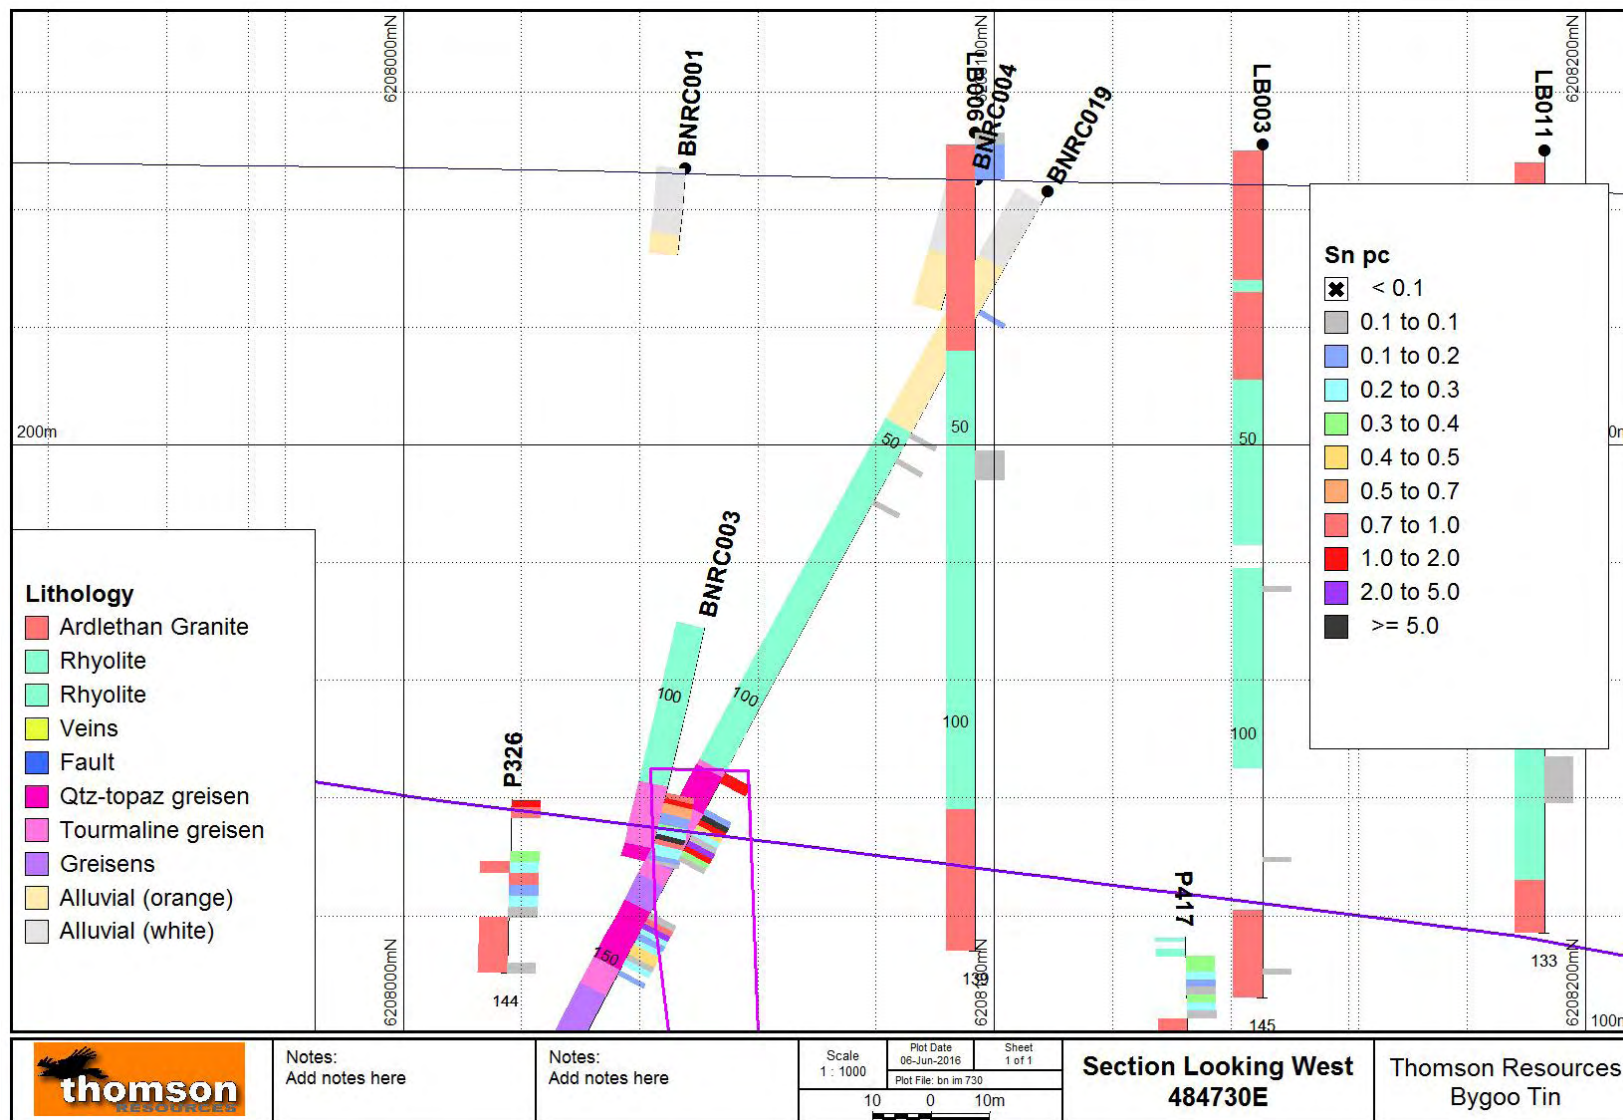 6208000mN
6208100mN
6208200mN
BNRC001
LB006
BNRC004
BNRC019
LB003
LB011
Sn pc
< 0.1
0.1 to 0.1
0.1 to 0.2
0.2 to 0.3
0.3 to 0.4
0.4 to 0.5
0.5 to 0.7
0.7 to 1.0
1.0 to 2.0
2.0 to 5.0
>= 5.0
200m
50
50
50
BNRC003
Lithology
Ardlethan Granite
Rhyolite
Rhyolite
Veins
Fault
Qtz-topaz greisen
Tourmaline greisen
Greisens
Alluvial (orange)
Alluvial (white)
100
100
100
100
P326
P417
150
144
139
145
133
6208000mN
6208100mN
6208200mN
100m
thomson
RESOURCES
Notes:
Add notes here
Notes:
Add notes here
Scale
1 : 1000
Plot Date
06-Jun-2016
Sheet
1 of 1
Plot File: bn im 730
10 0 10m
Section Looking West
484730E
Thomson Resources
Bygoo Tin